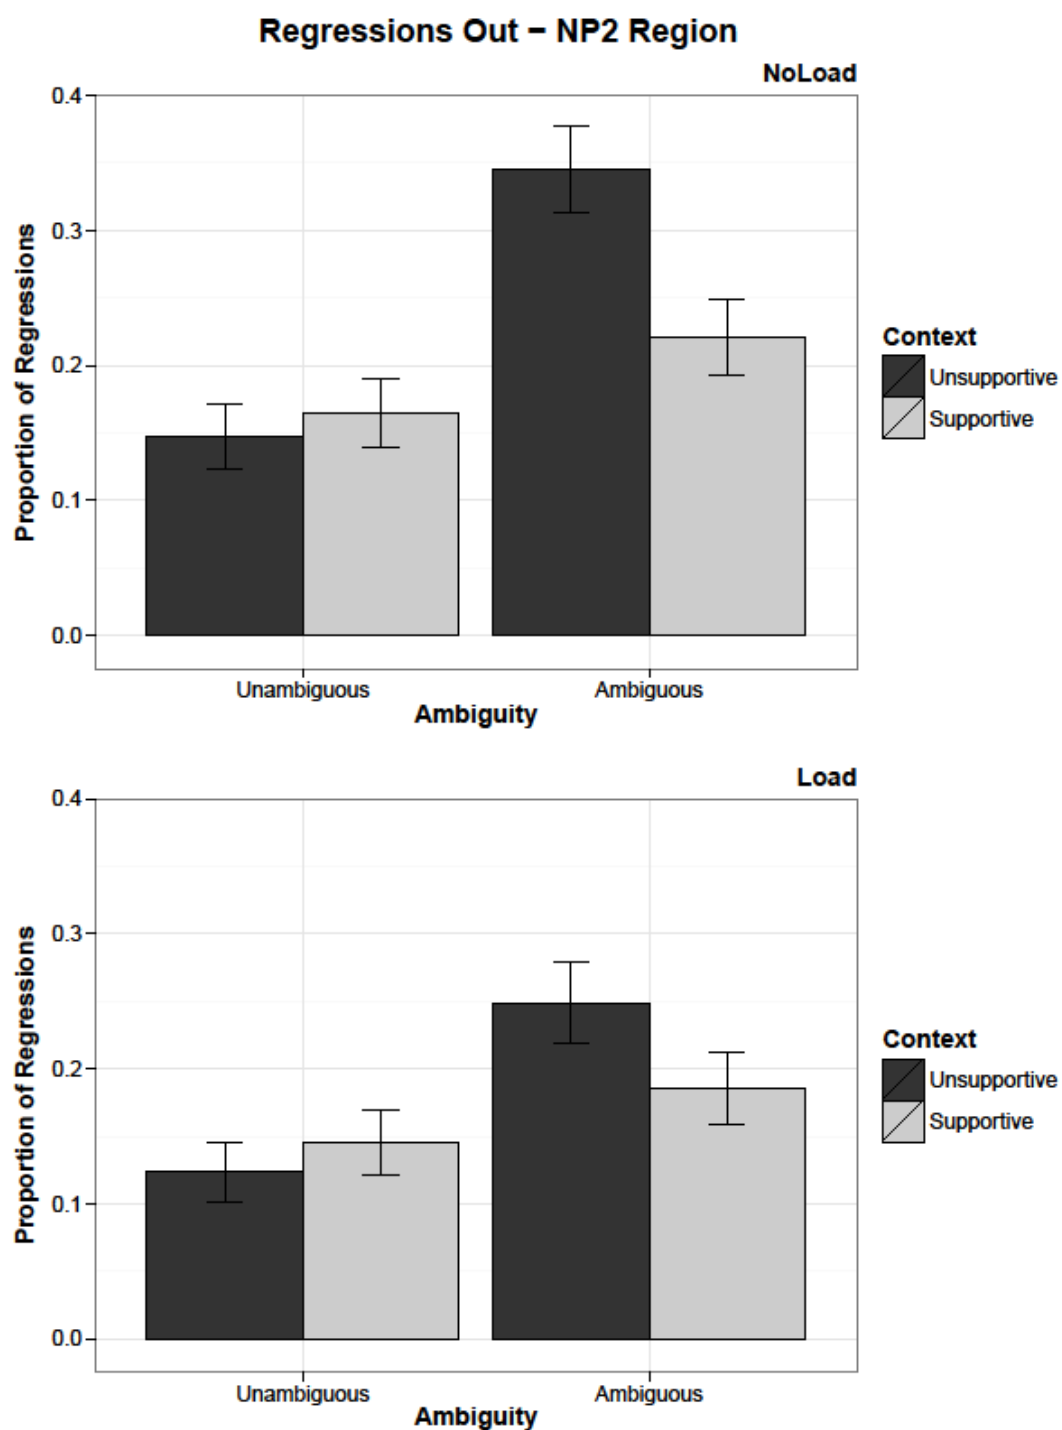 Regressions Out − NP2 Region
NoLoad
0.4
0.3
0.2
0.1
0.0
Proportion of Regressions
Unambiguous
Ambiguous
Ambiguity
Context
Unsupportive
Supportive
Load
0.4
0.3
0.2
0.1
0.0
Proportion of Regressions
Unambiguous
Ambiguous
Ambiguity
Context
Unsupportive
Supportive